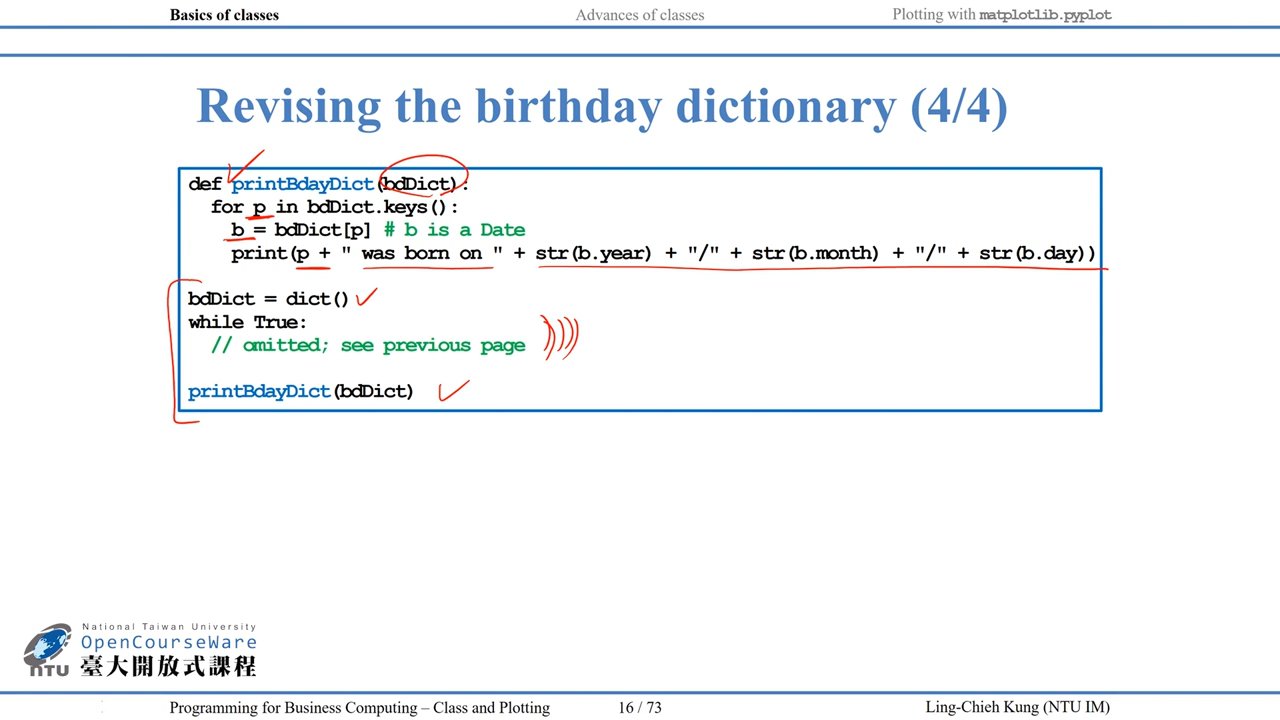 Basics of classes
Advances of classes
Plotting with matplotlib.pyplot
Revising the birthday dictionary (4/4)
def printBdayDict(bdDict):
  for p in bdDict.keys():
    b = bdDict[p] # b is a Date
    print(p + " was born on " + str(b.year) + "/" + str(b.month) + "/" + str(b.day))
bdDict = dict()
while True:
  // omitted; see previous page
printBdayDict(bdDict)
National Taiwan University
OpenCourseWare
NTU 臺大開放式課程
Programming for Business Computing – Class and Plotting
16 / 73
Ling-Chieh Kung (NTU IM)